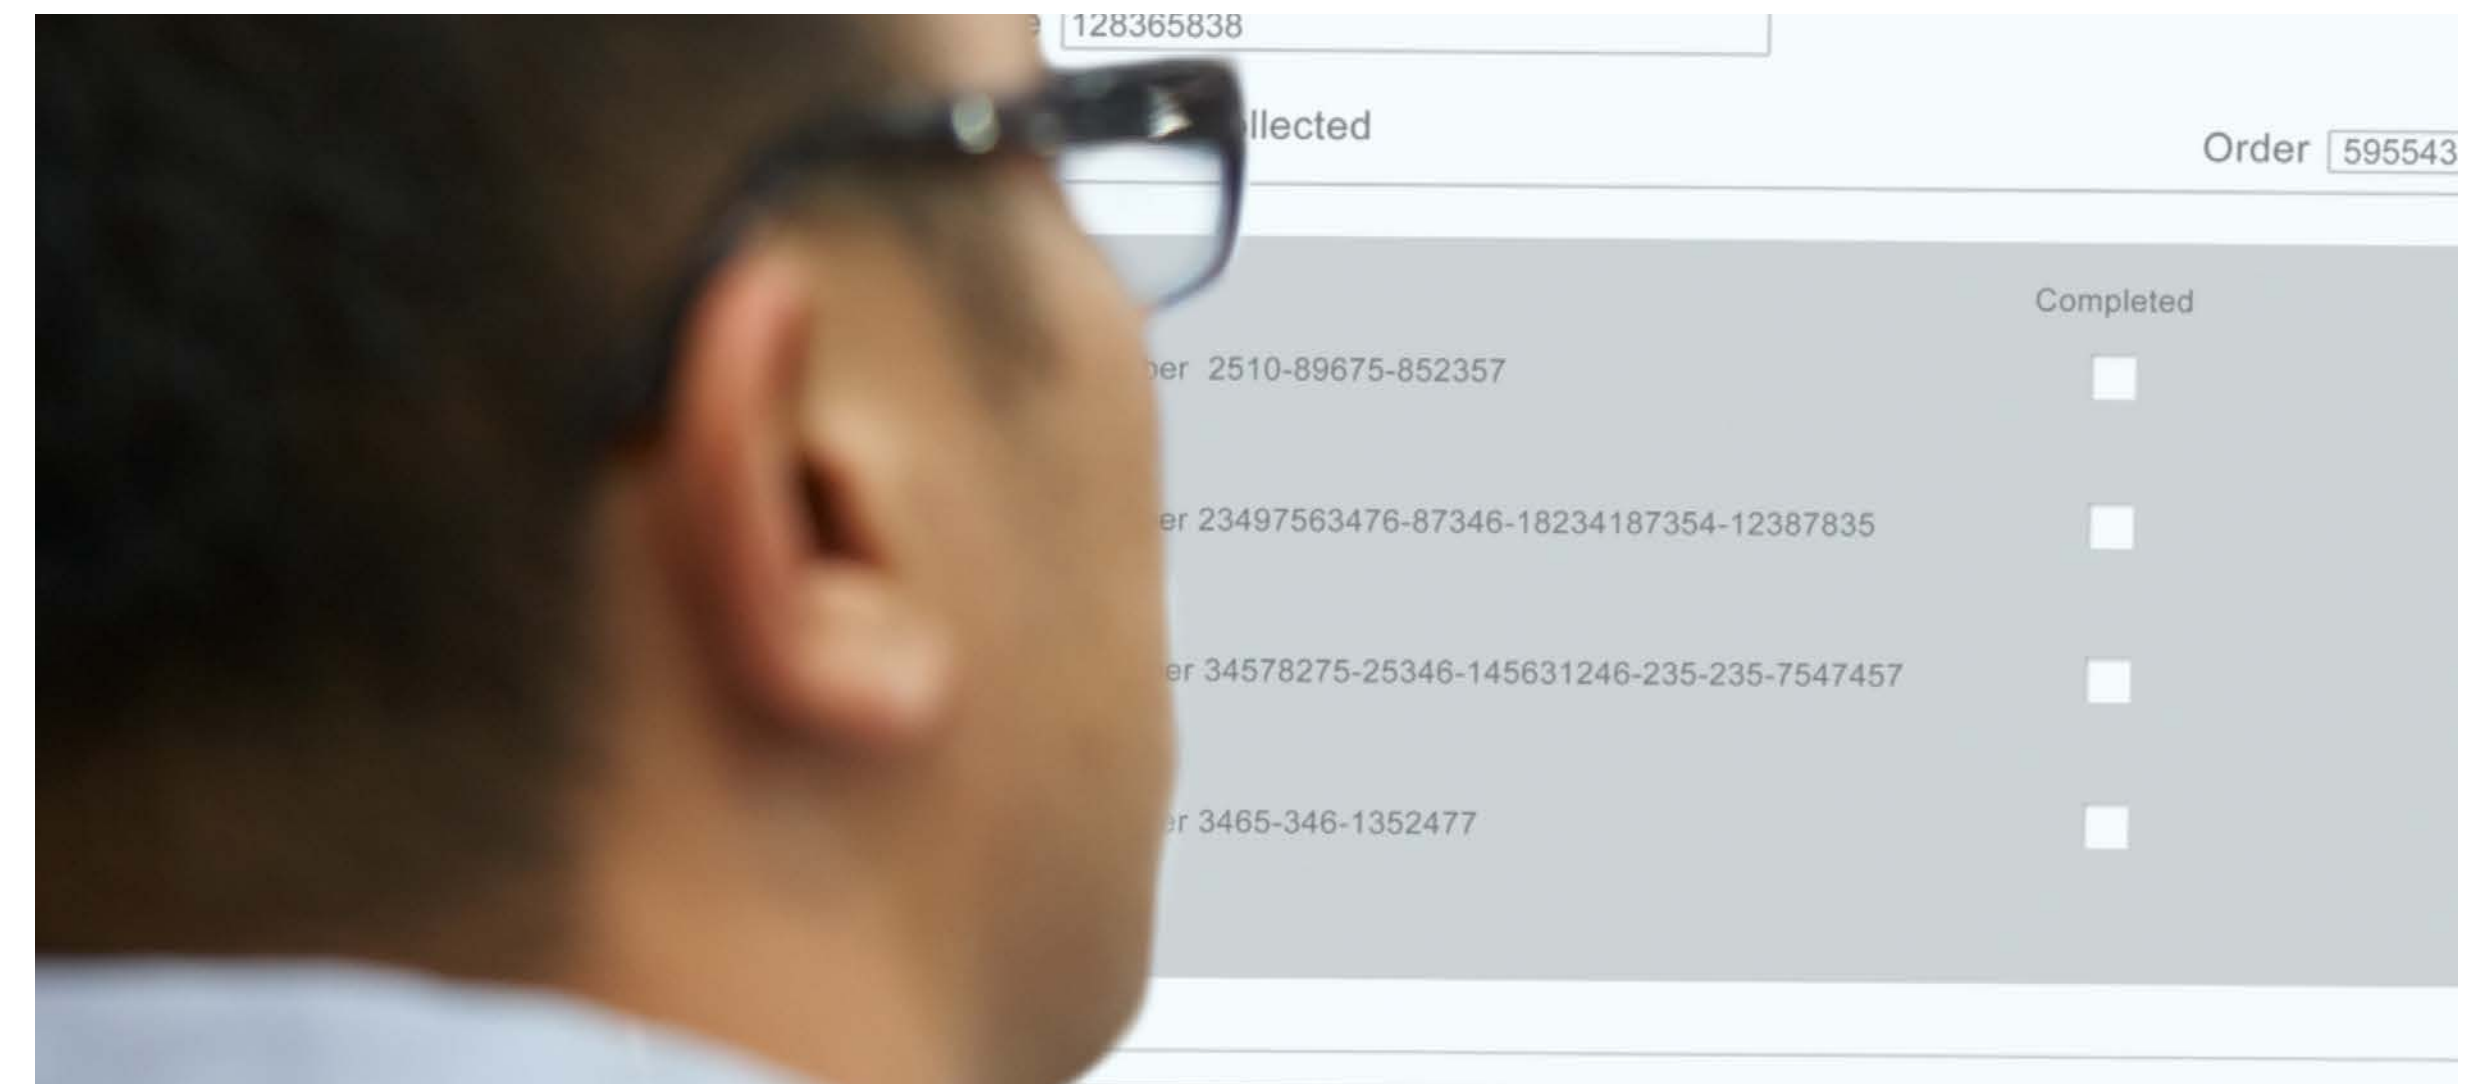 128365838
llected
Order 595543
Completed
er 2510-89675-852357
er 23497563476-87346-18234187354-12387835
er 34578275-25346-145631246-235-235-7547457
er 3465-346-1352477